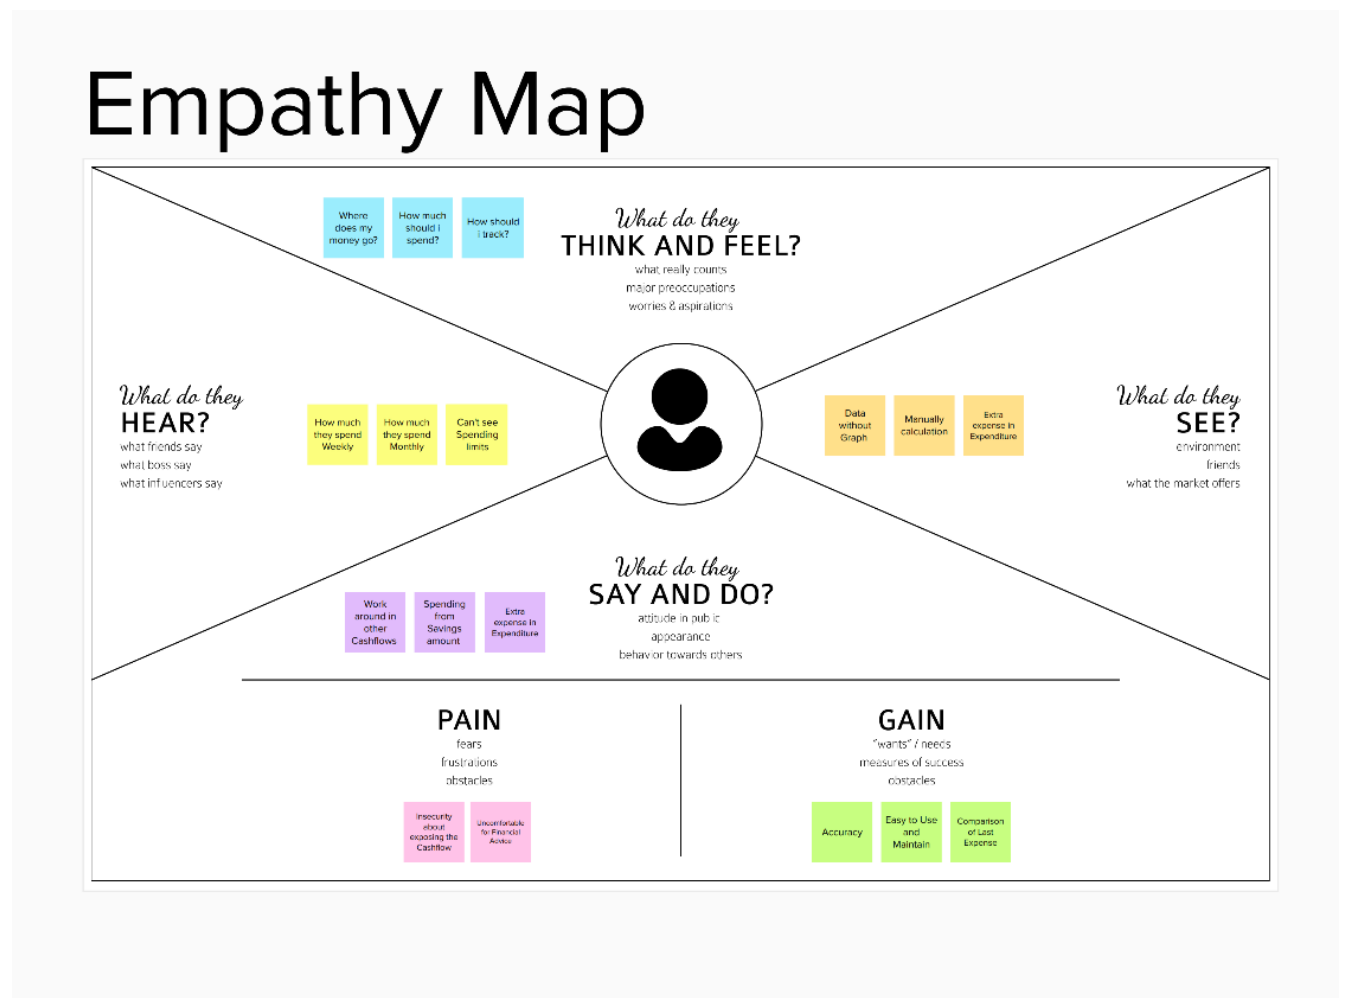 Empathy Map
Where
does my
money go?
How much
should i
spend?
How should
i track?
What do they
THINK AND FEEL?
what really counts
major preoccupations
worries & aspirations
What do they
HEAR?
what friends say
what boss say
what influencers say
How much
they spend
Weekly
How much
they spend
Monthly
Can't see
Spending
limits
Data
without
Graph
Manually
calculation
Extra
expense in
Expenditure
What do they
SEE?
environment
friends
what the market offers
What do they
SAY AND DO?
attitude in public
appearance
behavior towards others
Work
around in
other
Cashflows
Spending
from
Savings
amount
Extra
expense in
Expenditure
PAIN
fears
frustrations
obstacles
Insecurity
about
exposing the
Cashflow
Uncomfortable
for Financial
Advice
GAIN
"wants" / needs
measures of success
obstacles
Accuracy
Easy to Use
and
Maintain
Comparison
of Last
Expense